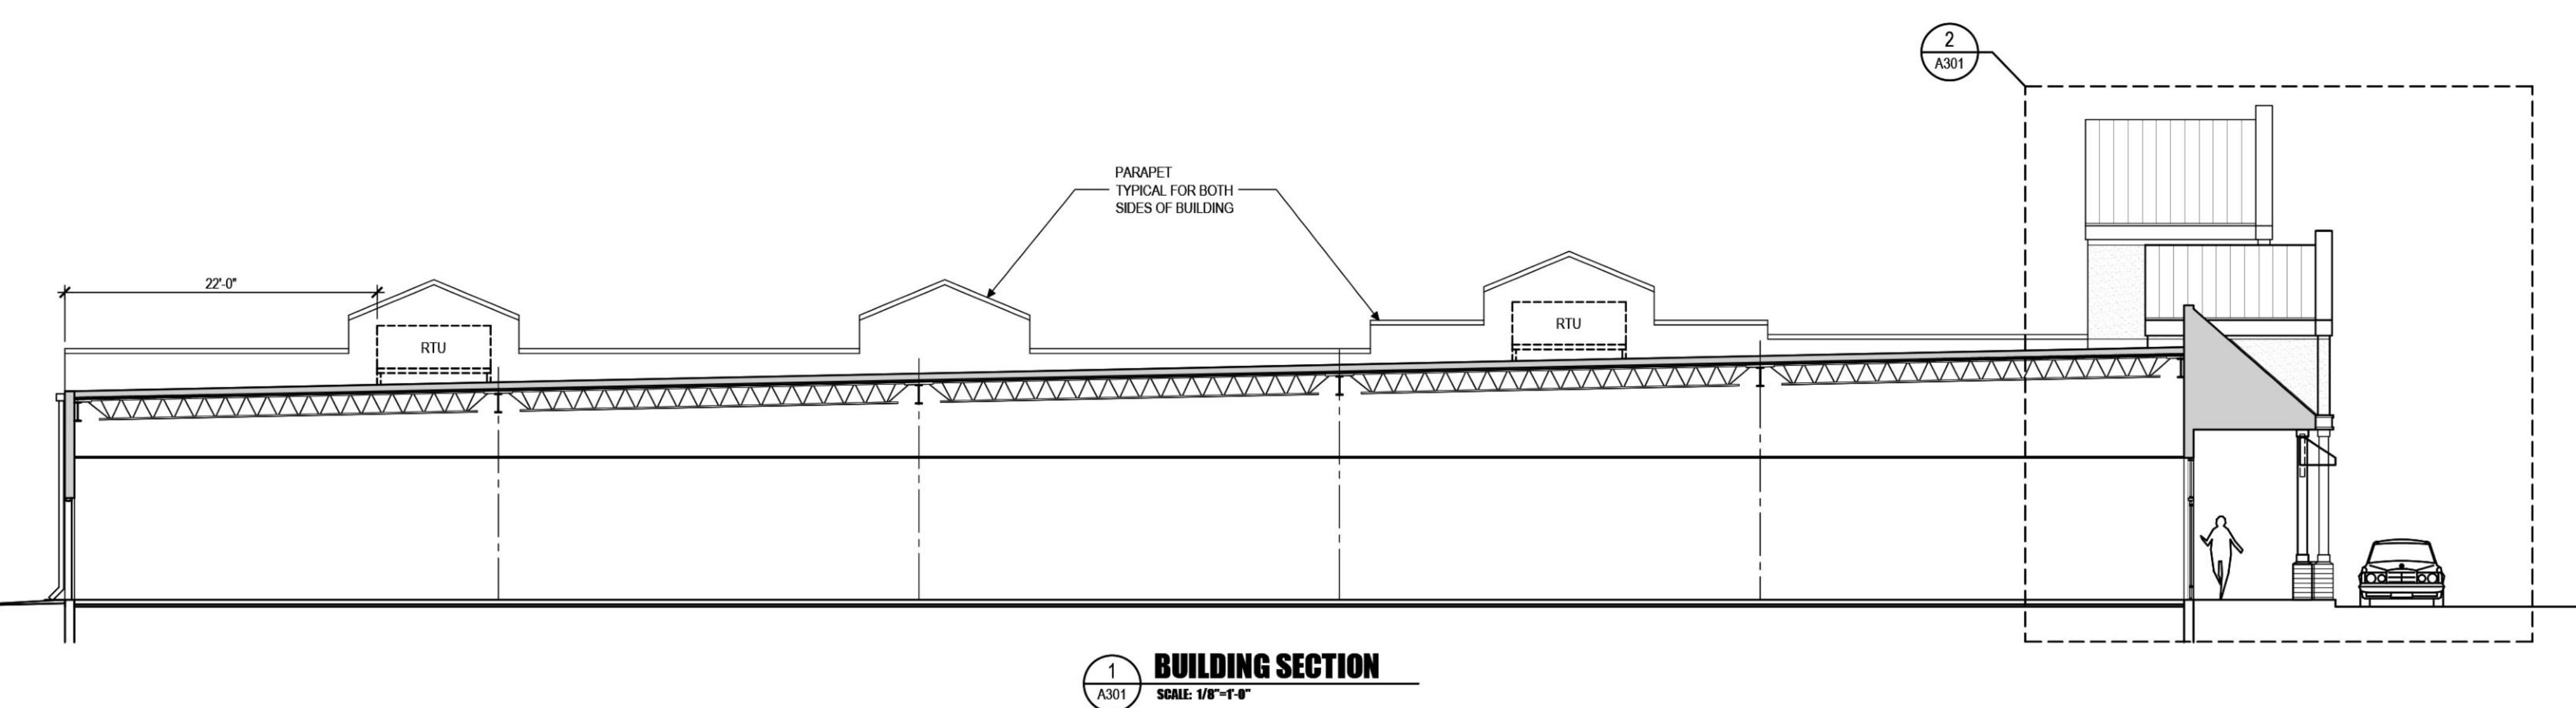 2
A301
PARAPET
TYPICAL FOR BOTH
SIDES OF BUILDING
22'-0"
RTU
RTU
1
A301
BUILDING SECTION
SCALE: 1/8"=1'-0"